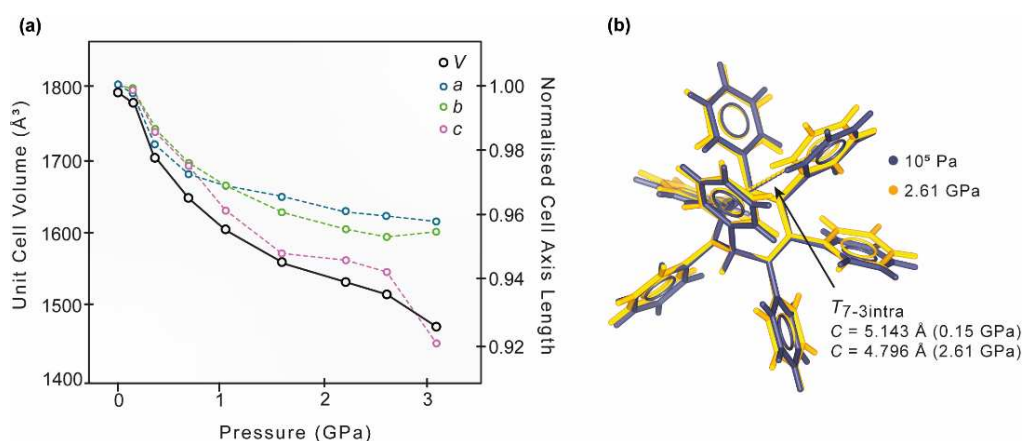 (a)
(b)
V
a
b
c
1800
1700
1600
1500
1400
Unit Cell Volume (Å³)
1.00
0.98
0.96
0.94
0.92
Normalised Cell Axis Length
0 1 2 3
Pressure (GPa)
10⁵ Pa
2.61 GPa
T7-3intra
C = 5.143 Å (0.15 GPa)
C = 4.796 Å (2.61 GPa)